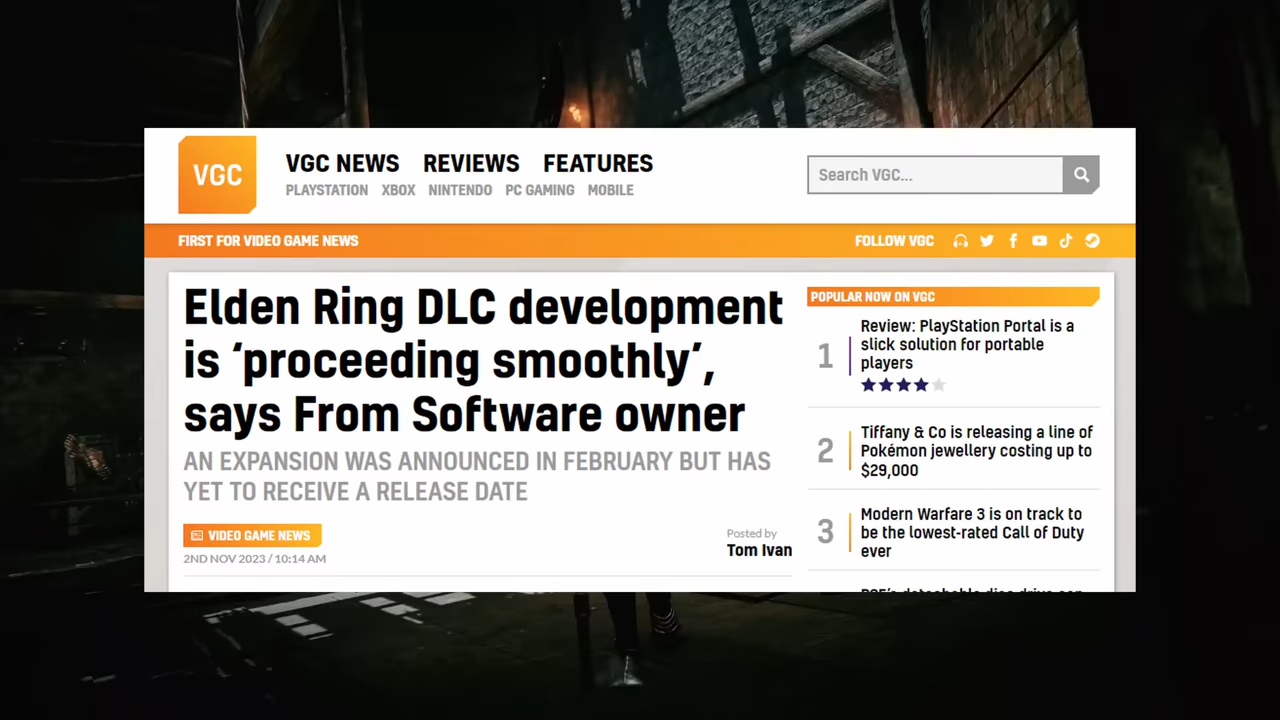 VGC
VGC NEWS REVIEWS FEATURES
PLAYSTATION XBOX NINTENDO PC GAMING MOBILE
Search VGC...
FIRST FOR VIDEO GAME NEWS
FOLLOW VGC
Elden Ring DLC development
is ‘proceeding smoothly’,
says From Software owner
AN EXPANSION WAS ANNOUNCED IN FEBRUARY BUT HAS
YET TO RECEIVE A RELEASE DATE
VIDEO GAME NEWS
2ND NOV 2023 / 10:14 AM
Posted by
Tom Ivan
POPULAR NOW ON VGC
1
Review: PlayStation Portal is a
slick solution for portable
players
2
Tiffany & Co is releasing a line of
Pokémon jewellery costing up to
$29,000
3
Modern Warfare 3 is on track to
be the lowest-rated Call of Duty
ever